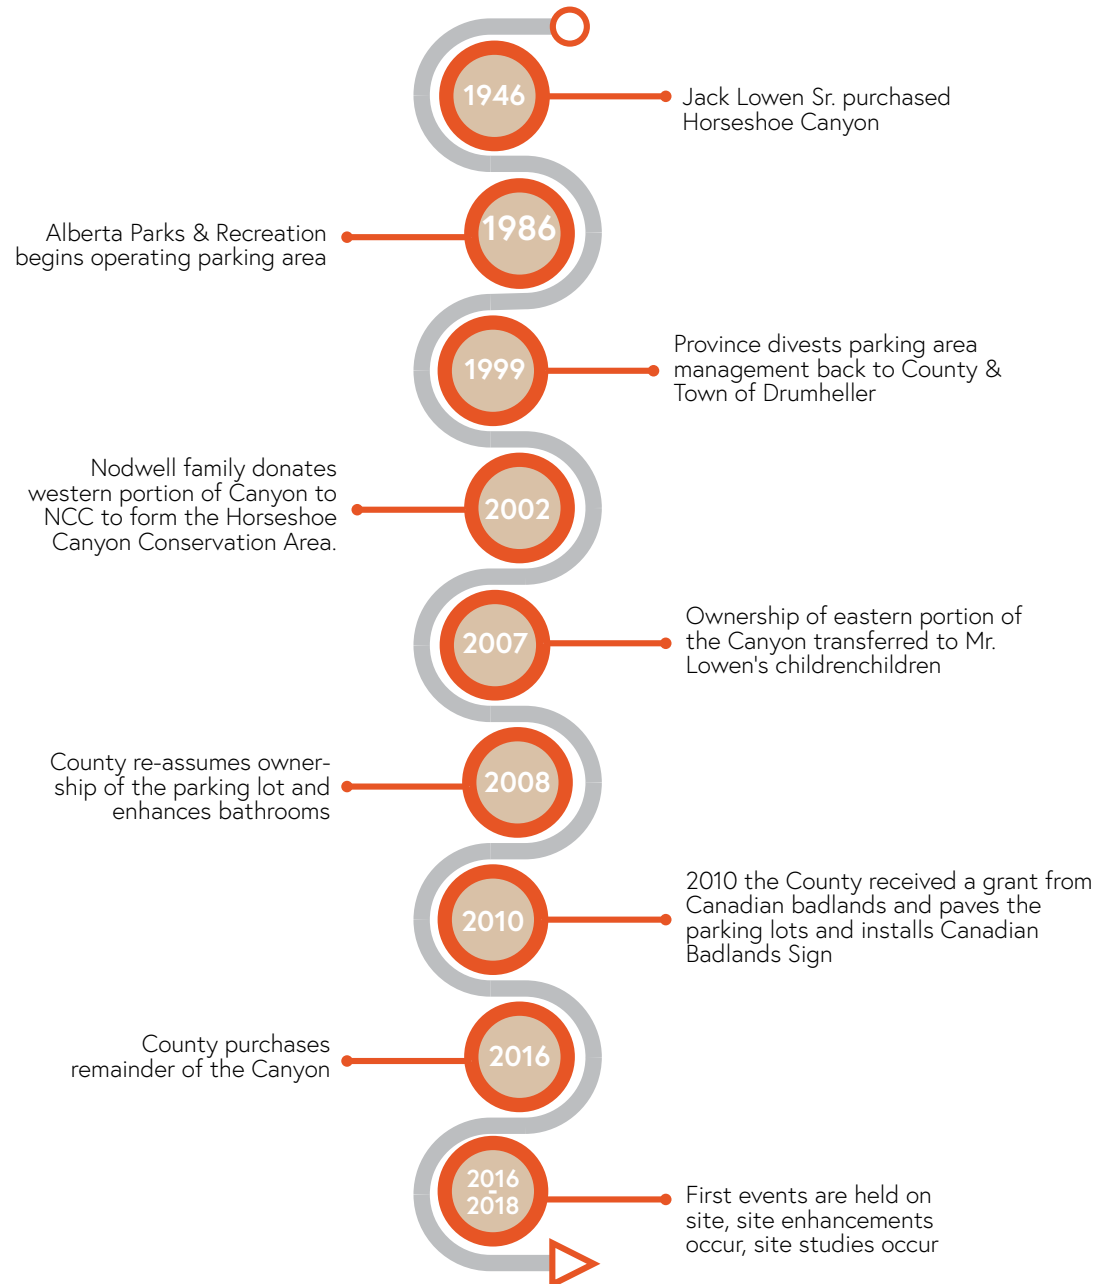 1946
Jack Lowen Sr. purchased
Horseshoe Canyon
1986
Alberta Parks & Recreation
begins operating parking area
1999
Province divests parking area
management back to County &
Town of Drumheller
2002
Nodwell family donates
western portion of Canyon to
NCC to form the Horseshoe
Canyon Conservation Area.
2007
Ownership of eastern portion of
the Canyon transferred to Mr.
Lowen's childrenchildren
2008
County re-assumes owner-
ship of the parking lot and
enhances bathrooms
2010
2010 the County received a grant from
Canadian badlands and paves the
parking lots and installs Canadian
Badlands Sign
2016
County purchases
remainder of the Canyon
2016
-
2018
First events are held on
site, site enhancements
occur, site studies occur